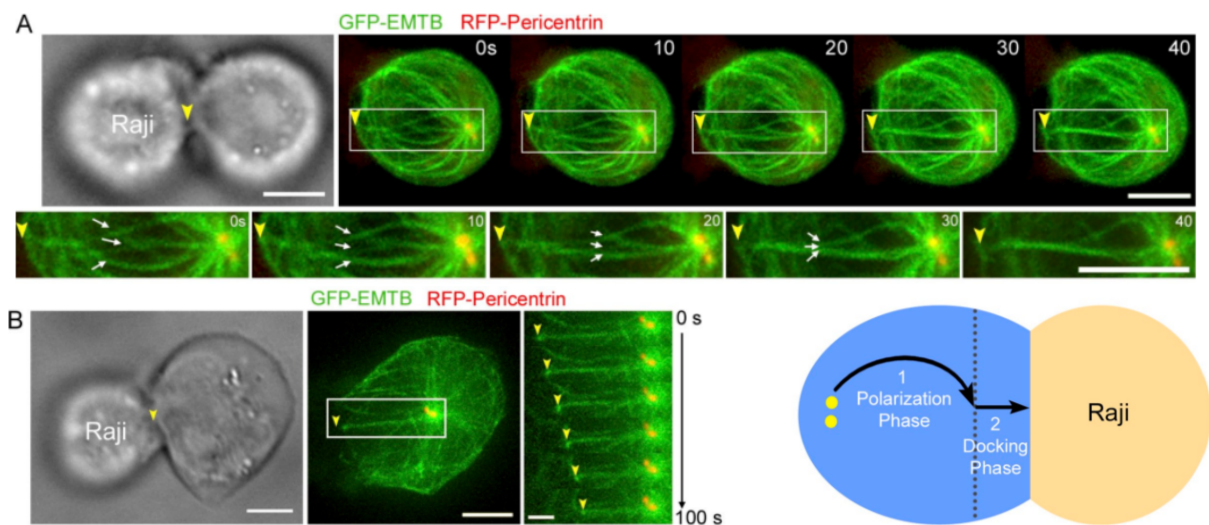 A
GFP-EMTB RFP-Pericentrin
Raji
0s
10
20
30
40
0s
10
20
30
40
B
GFP-EMTB RFP-Pericentrin
Raji
0 s
100 s
1
Polarization
Phase
2
Docking
Phase
Raji